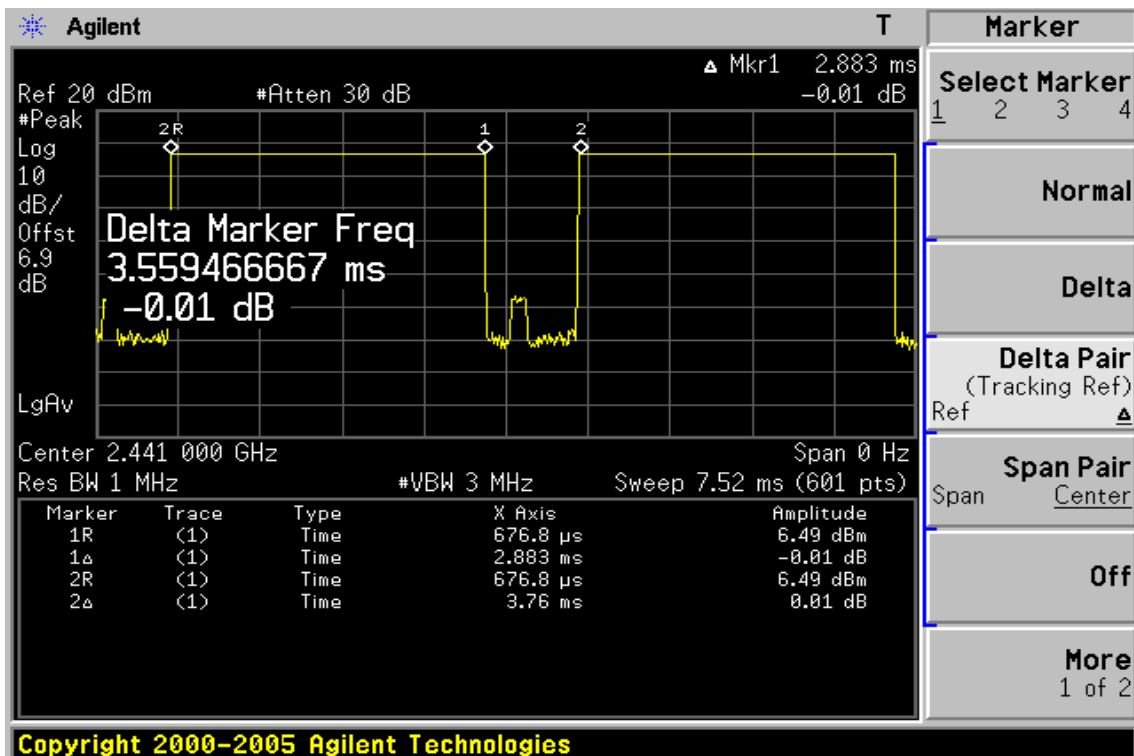 Agilent T
Δ Mkr1 2.883 ms
Ref 20 dBm #Atten 30 dB -0.01 dB
#Peak
Log
10
dB/
Offst
6.9
dB
2R 1 2
Delta Marker Freq
3.559466667 ms
-0.01 dB
LgAv
Center 2.441 000 GHz Span 0 Hz
Res BW 1 MHz #VBW 3 MHz Sweep 7.52 ms (601 pts)
Marker Trace Type X Axis Amplitude
1R (1) Time 676.8 µs 6.49 dBm
1Δ (1) Time 2.883 ms -0.01 dB
2R (1) Time 676.8 µs 6.49 dBm
2Δ (1) Time 3.76 ms 0.01 dB
Marker
Select Marker
1 2 3 4
Normal
Delta
Delta Pair
(Tracking Ref)
Ref Δ
Span Pair
Span Center
Off
More
1 of 2
Copyright 2000-2005 Agilent Technologies